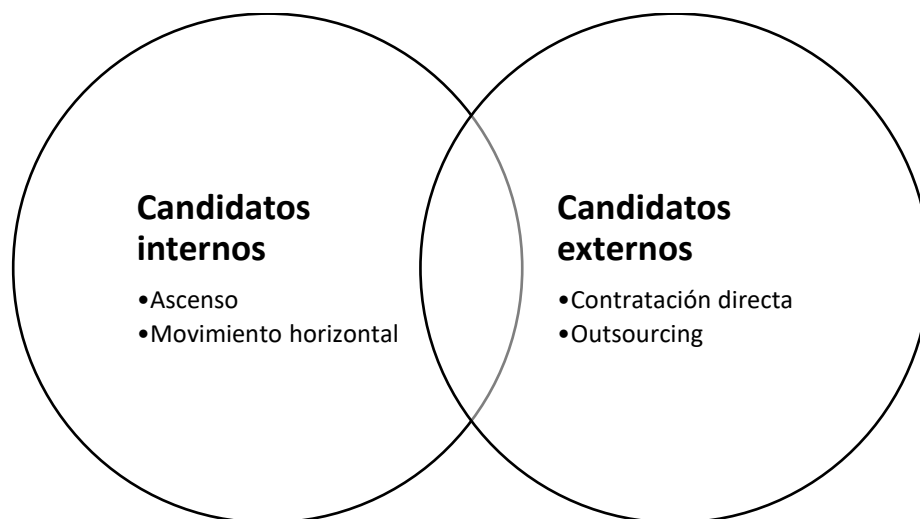 Candidatos
internos
•Ascenso
•Movimiento horizontal
Candidatos
externos
•Contratación directa
•Outsourcing